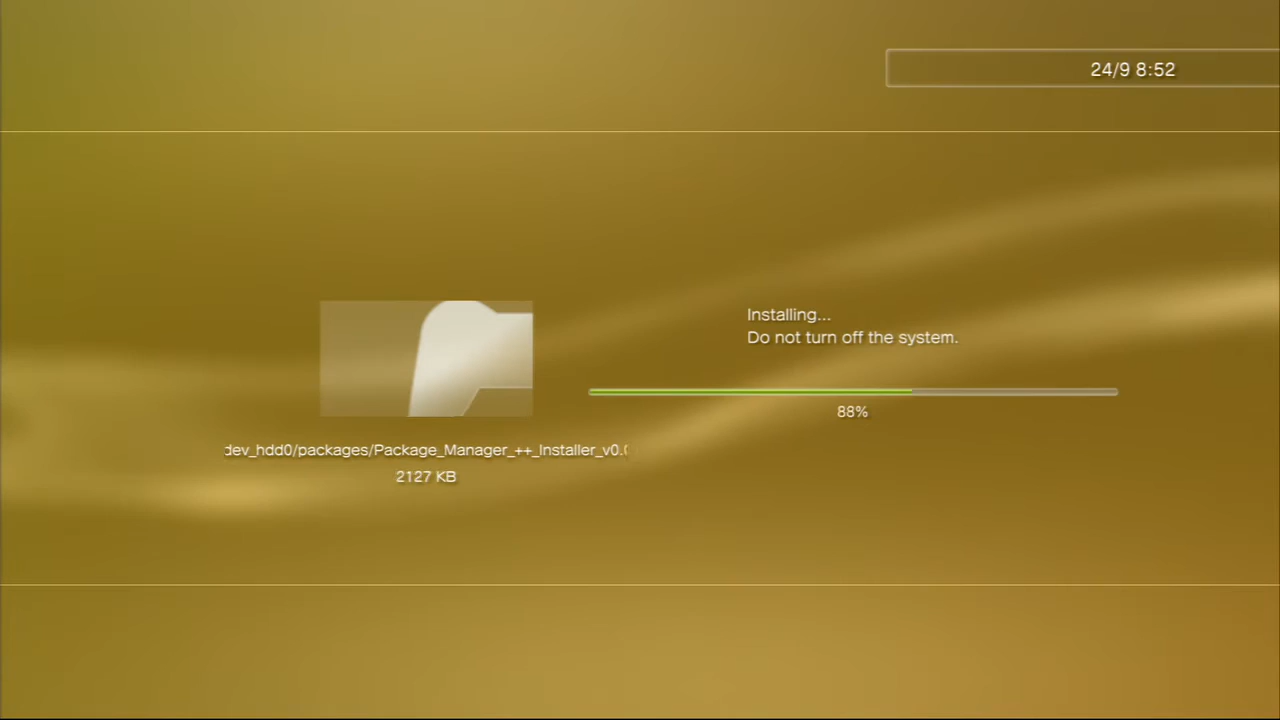 24/9 8:52
Installing...
Do not turn off the system.
88%
dev_hdd0/packages/Package_Manager_++_Installer_v0.
2127 KB